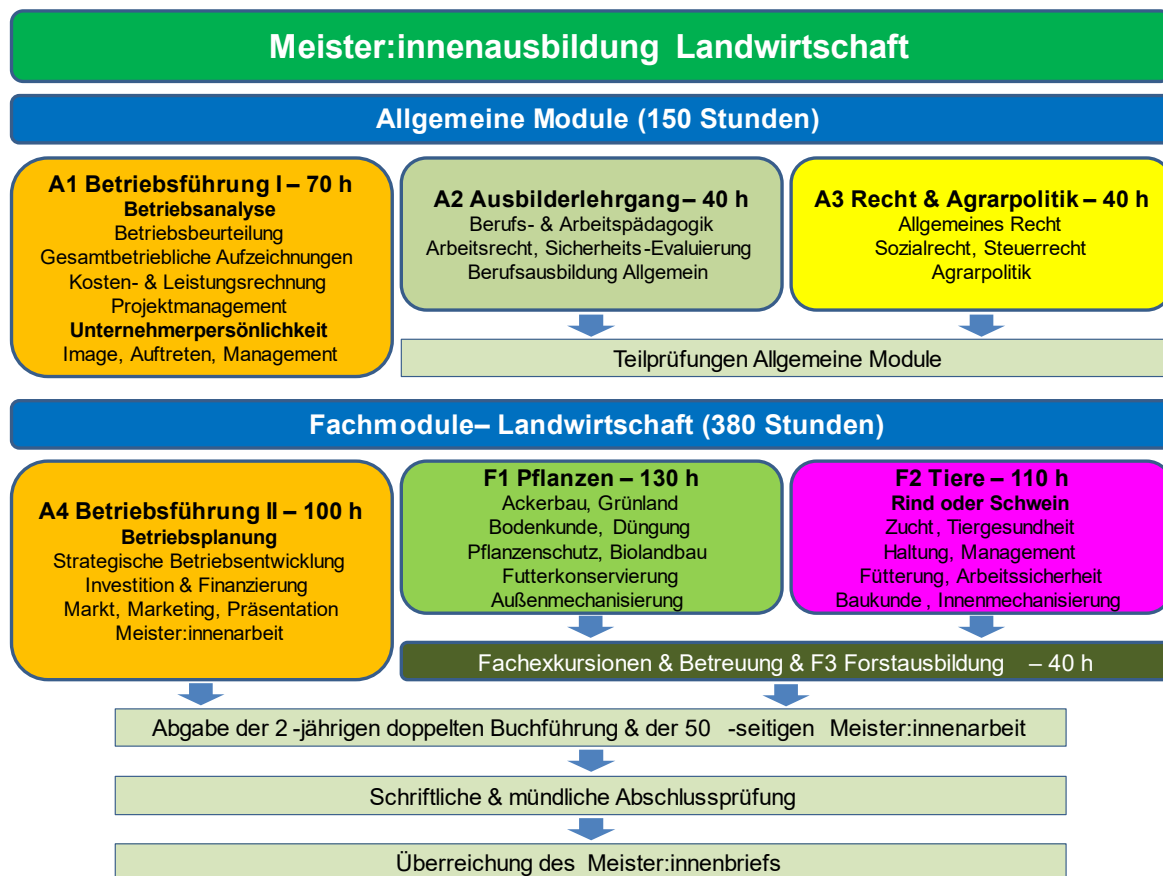 Meister:innenausbildung Landwirtschaft
Allgemeine Module (150 Stunden)
A1 Betriebsführung I – 70 h
Betriebsanalyse
Betriebsbeurteilung
Gesamtbetriebliche Aufzeichnungen
Kosten- & Leistungsrechnung
Projektmanagement
Unternehmerpersönlichkeit
Image, Auftreten, Management
A2 Ausbilderlehrgang – 40 h
Berufs- & Arbeitspädagogik
Arbeitsrecht, Sicherheits-Evaluierung
Berufsausbildung Allgemein
A3 Recht & Agrarpolitik – 40 h
Allgemeines Recht
Sozialrecht, Steuerrecht
Agrarpolitik
Teilprüfungen Allgemeine Module
Fachmodule– Landwirtschaft (380 Stunden)
A4 Betriebsführung II – 100 h
Betriebsplanung
Strategische Betriebsentwicklung
Investition & Finanzierung
Markt, Marketing, Präsentation
Meister:innenarbeit
F1 Pflanzen – 130 h
Ackerbau, Grünland
Bodenkunde, Düngung
Pflanzenschutz, Biolandbau
Futterkonservierung
Außenmechanisierung
F2 Tiere – 110 h
Rind oder Schwein
Zucht, Tiergesundheit
Haltung, Management
Fütterung, Arbeitssicherheit
Baukunde , Innenmechanisierung
Fachexkursionen & Betreuung & F3 Forstausbildung – 40 h
Abgabe der 2 -jährigen doppelten Buchführung & der 50 -seitigen Meister:innenarbeit
Schriftliche & mündliche Abschlussprüfung
Überreichung des Meister:innenbriefs